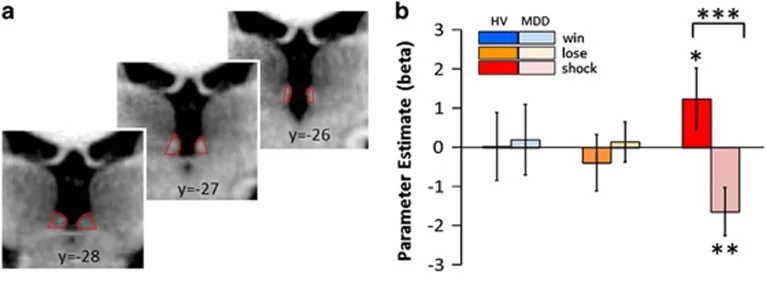 a
y=-26
y=-27
y=-28
b
HV MDD
win
lose
shock
***
*
**
Parameter Estimate (beta)
3
2
1
0
-1
-2
-3